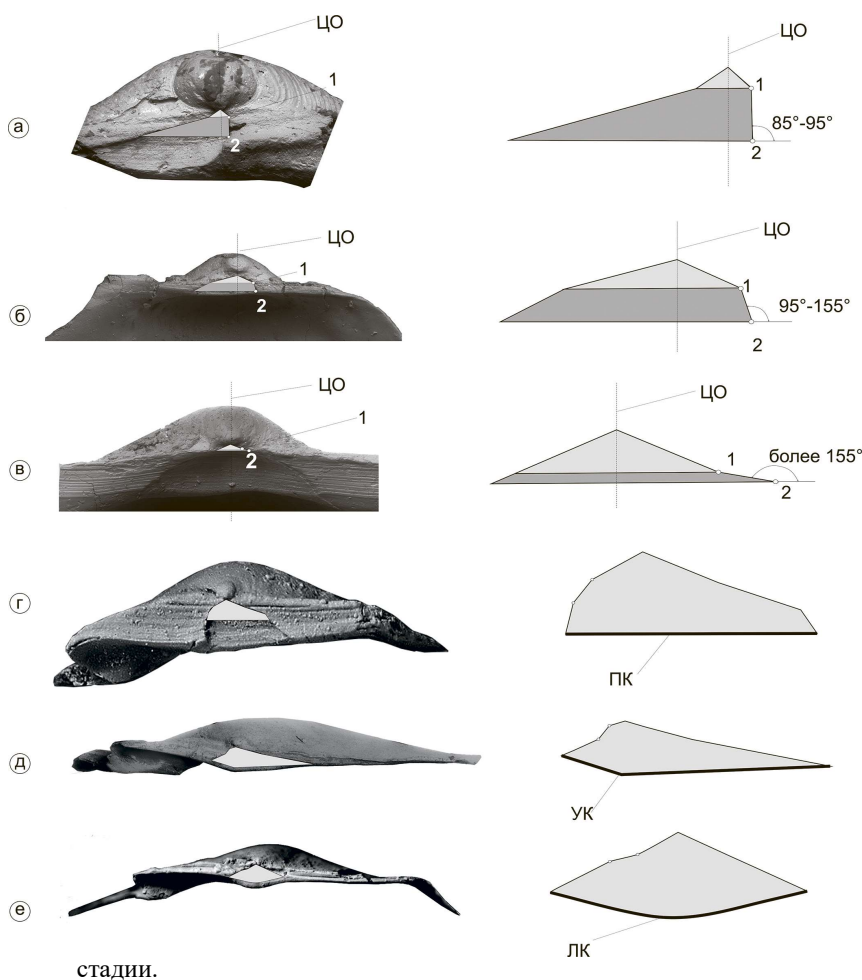 ЦО
ЦО
1
1
а
2
85°-95°
2
ЦО
ЦО
1
1
б
2
95°-155°
2
ЦО
ЦО
1
в
2
1
более 155°
2
г
ПК
д
УК
е
ЛК
стадии.